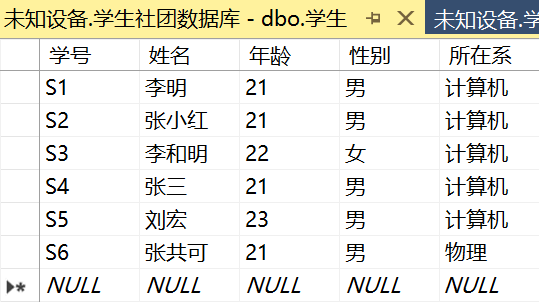 未知设备.学生社团数据库 - dbo.学生 未知设备.学
学号 姓名 年龄 性别 所在系
S1 李明 21 男 计算机
S2 张小红 21 男 计算机
S3 李和明 22 女 计算机
S4 张三 21 男 计算机
S5 刘宏 23 男 计算机
S6 张共可 21 男 物理
NULL NULL NULL NULL NULL